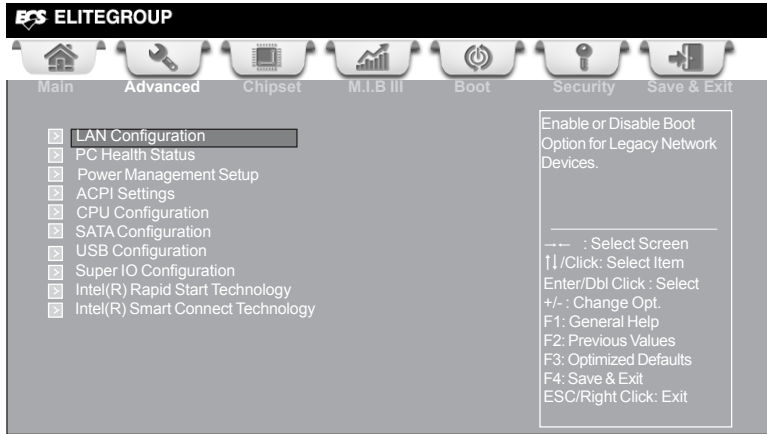 ECS ELITEGROUP
Main Advanced Chipset M.I.B III Boot Security Save & Exit
LAN Configuration
PC Health Status
Power Management Setup
ACPI Settings
CPU Configuration
SATA Configuration
USB Configuration
Super IO Configuration
Intel(R) Rapid Start Technology
Intel(R) Smart Connect Technology
Enable or Disable Boot
Option for Legacy Network
Devices.
→← : Select Screen
↑↓/Click: Select Item
Enter/Dbl Click : Select
+/- : Change Opt.
F1: General Help
F2: Previous Values
F3: Optimized Defaults
F4: Save & Exit
ESC/Right Click: Exit